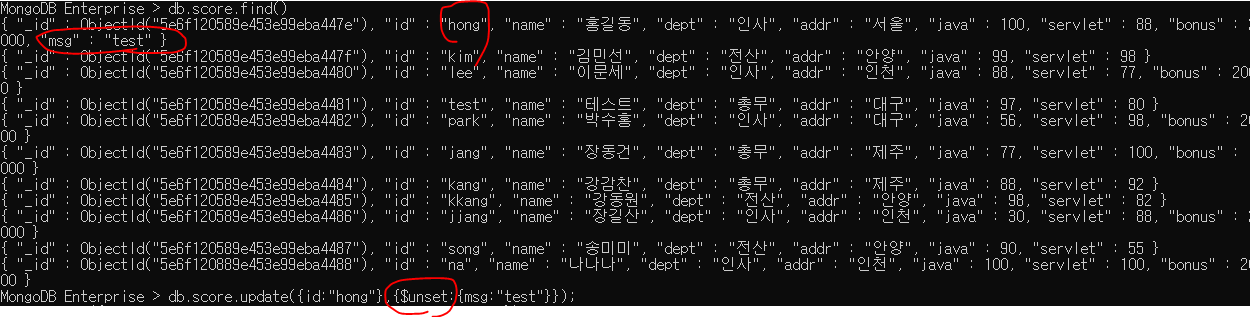 MongoDB Enterprise > db.score.find()
{ "_id" : ObjectId("5e6f120589e453e99eba447e"), "id" : "hong", "name" : "홍길동", "dept" : "인사", "addr" : "서울", "java" : 100, "servlet" : 88, "bonus" :
000, "msg" : "test" }
{ "_id" : ObjectId("5e6f120589e453e99eba447f"), "id" : "kim", "name" : "김민선", "dept" : "전산", "addr" : "안양", "java" : 99, "servlet" : 98 }
{ "_id" : ObjectId("5e6f120589e453e99eba4480"), "id" : "lee", "name" : "이문세", "dept" : "인사", "addr" : "인천", "java" : 88, "servlet" : 77, "bonus" : 200
0 }
{ "_id" : ObjectId("5e6f120589e453e99eba4481"), "id" : "test", "name" : "테스트", "dept" : "총무", "addr" : "대구", "java" : 97, "servlet" : 80 }
{ "_id" : ObjectId("5e6f120589e453e99eba4482"), "id" : "park", "name" : "박수홍", "dept" : "인사", "addr" : "대구", "java" : 56, "servlet" : 98, "bonus" : 20
00 }
{ "_id" : ObjectId("5e6f120589e453e99eba4483"), "id" : "jang", "name" : "장동건", "dept" : "총무", "addr" : "제주", "java" : 77, "servlet" : 100, "bonus" :
000 }
{ "_id" : ObjectId("5e6f120589e453e99eba4484"), "id" : "kang", "name" : "강감찬", "dept" : "총무", "addr" : "제주", "java" : 88, "servlet" : 92 }
{ "_id" : ObjectId("5e6f120589e453e99eba4485"), "id" : "kkang", "name" : "강동원", "dept" : "전산", "addr" : "안양", "java" : 98, "servlet" : 82 }
{ "_id" : ObjectId("5e6f120589e453e99eba4486"), "id" : "jjang", "name" : "장길산", "dept" : "인사", "addr" : "인천", "java" : 30, "servlet" : 88, "bonus" :
000 }
{ "_id" : ObjectId("5e6f120589e453e99eba4487"), "id" : "song", "name" : "송미미", "dept" : "전산", "addr" : "안양", "java" : 90, "servlet" : 55 }
{ "_id" : ObjectId("5e6f120889e453e99eba4488"), "id" : "na", "name" : "나나나", "dept" : "인사", "addr" : "인천", "java" : 100, "servlet" : 100, "bonus" : 20
00 }
MongoDB Enterprise > db.score.update({id:"hong"},{$unset:{msg:"test"}});